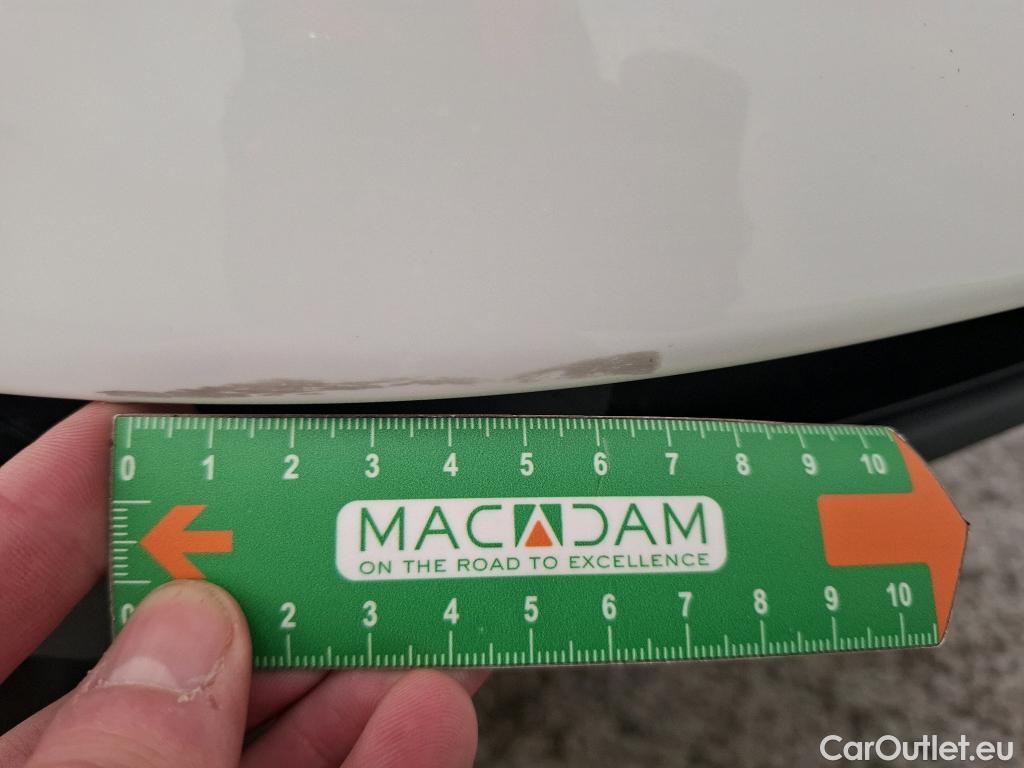 0 1 2 3 4 5 6 7 8 9 10
MACADAM
ON THE ROAD TO EXCELLENCE
0 2 3 4 5 6 7 8 9 10
CarOutlet.eu